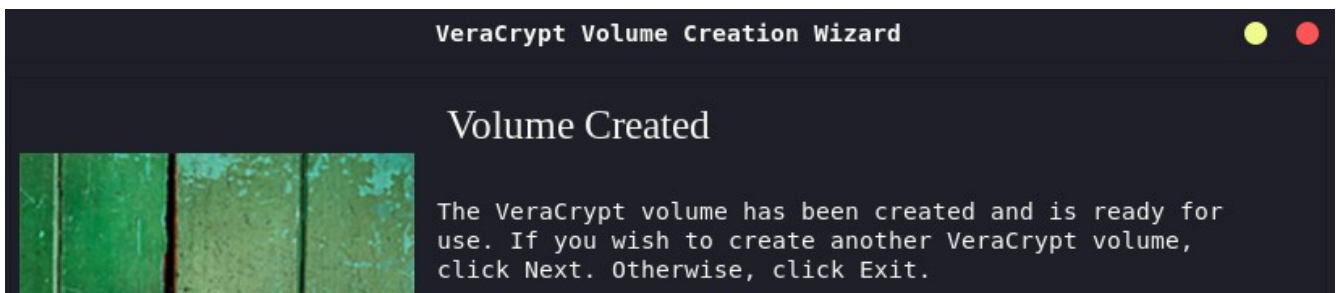 VeraCrypt Volume Creation Wizard
Volume Created
The VeraCrypt volume has been created and is ready for
use. If you wish to create another VeraCrypt volume,
click Next. Otherwise, click Exit.